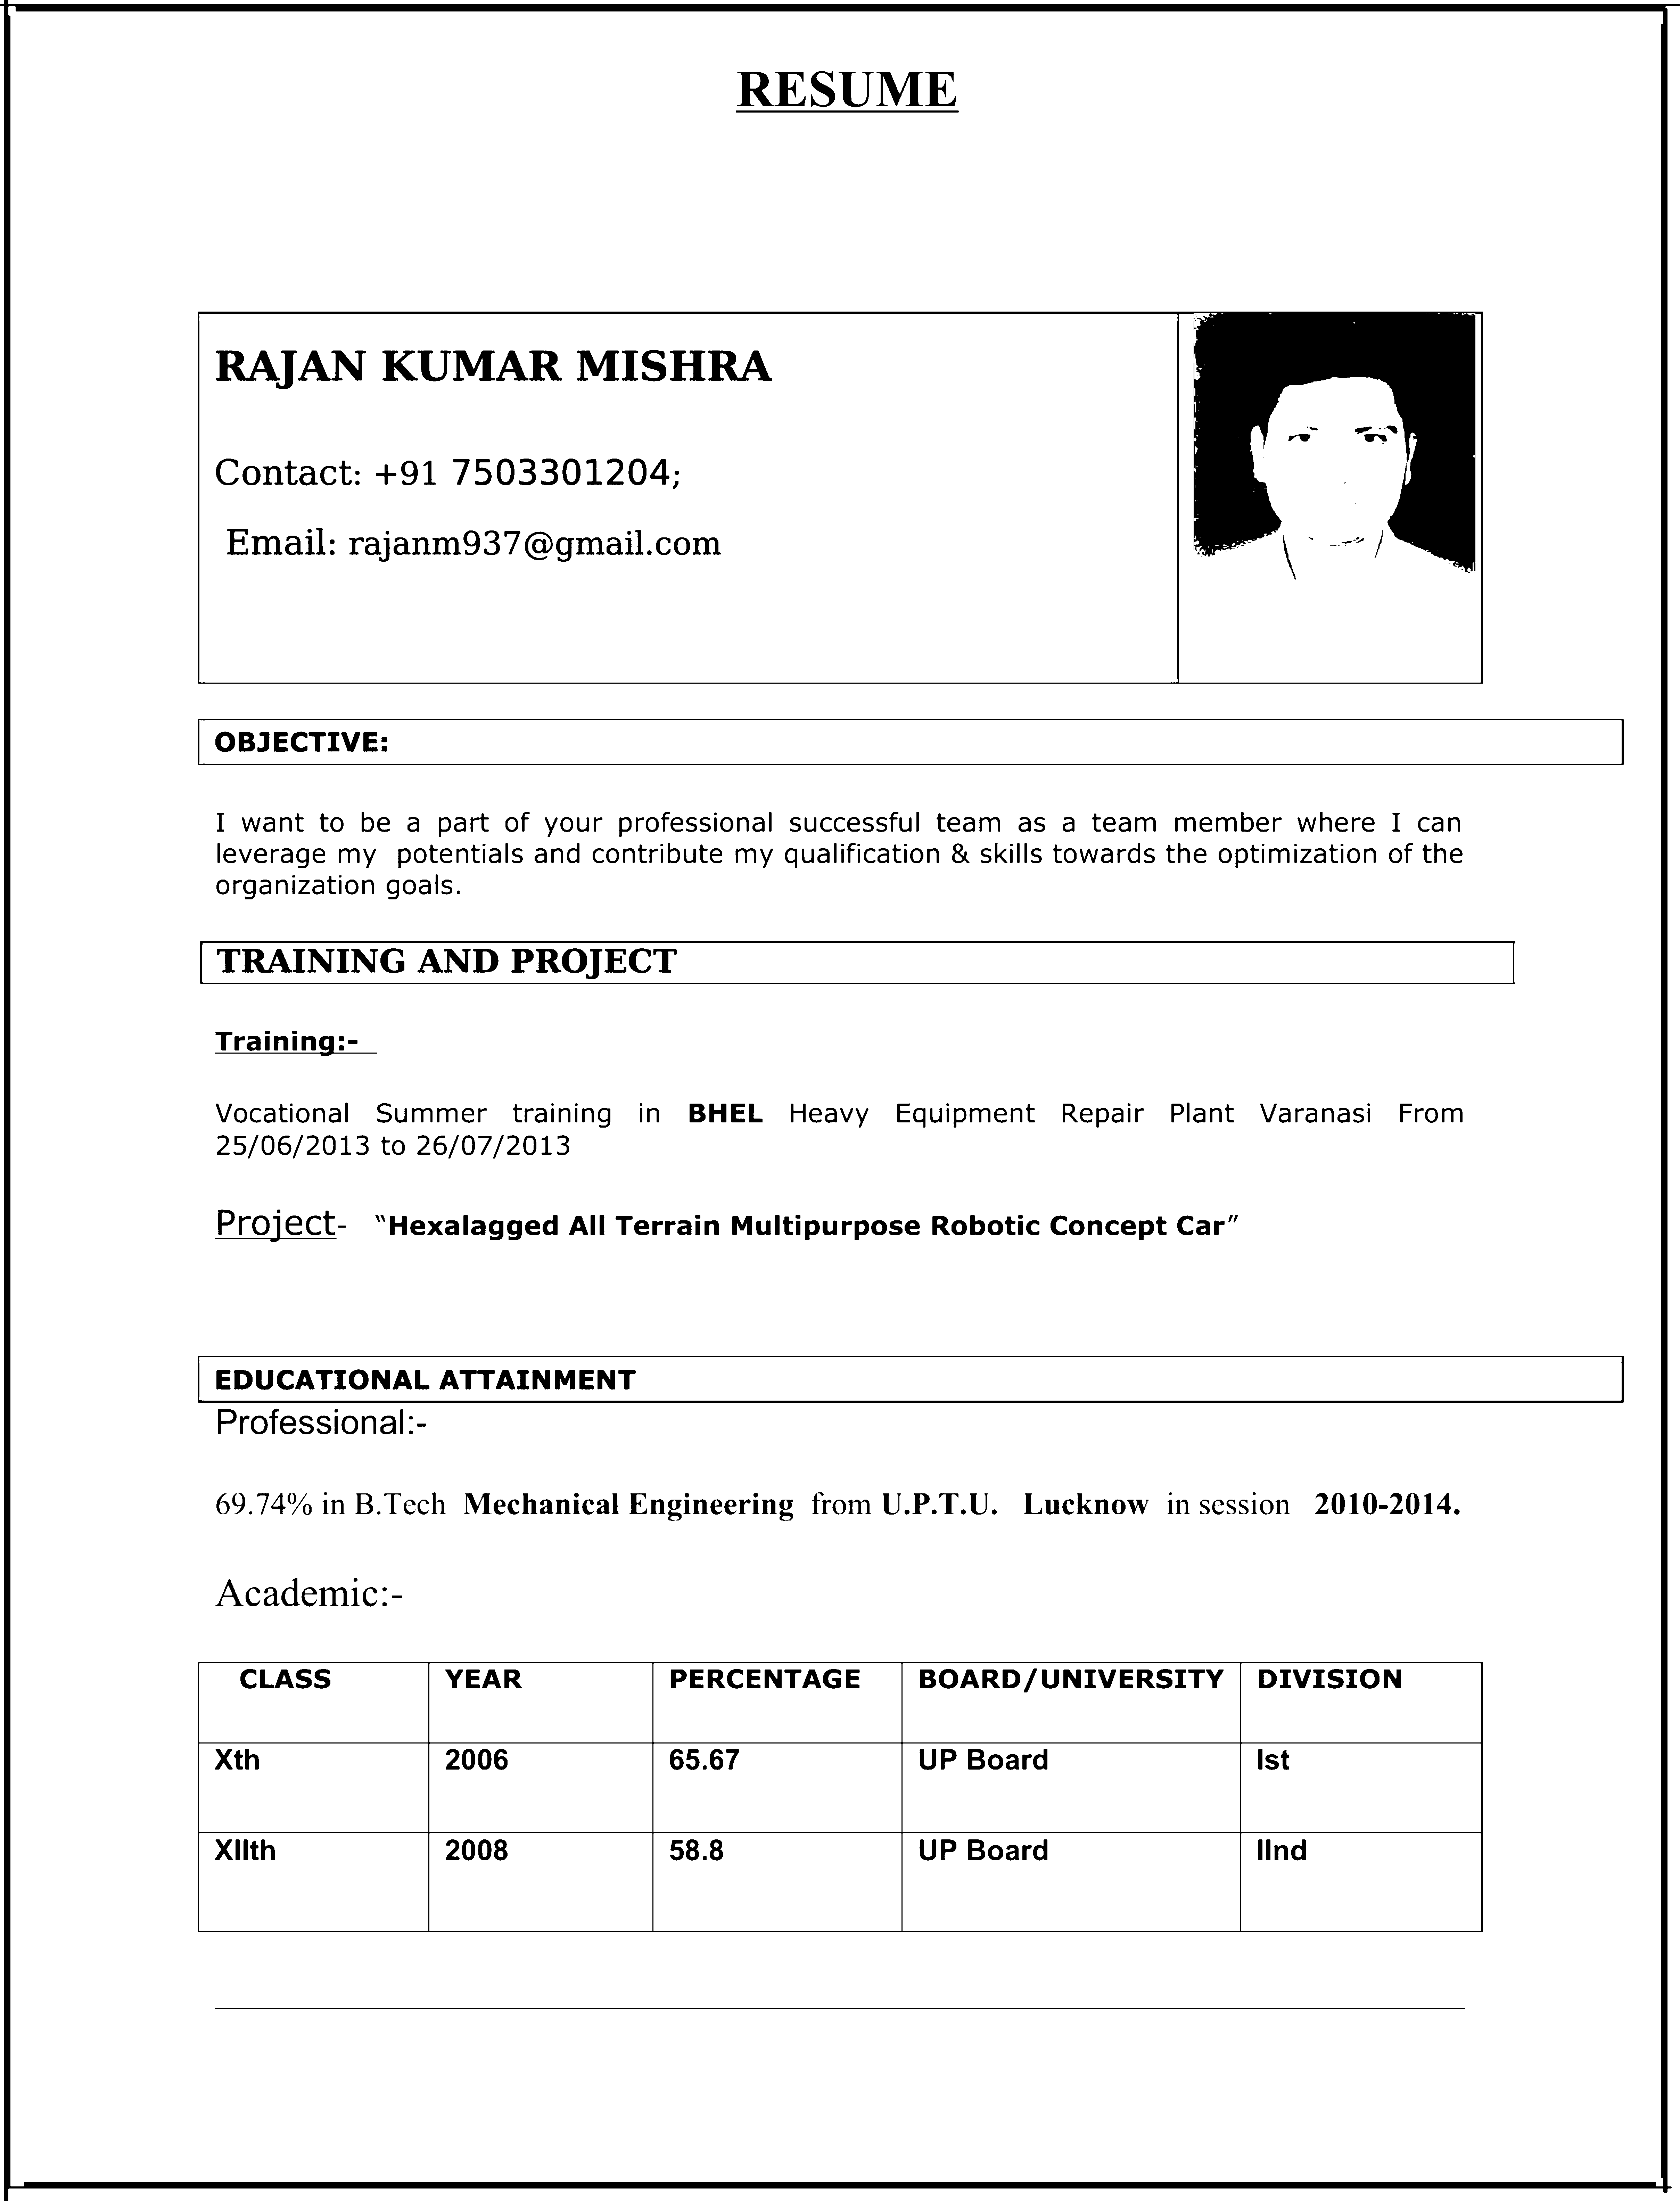 RESUME
RAJAN KUMAR MISHRA
Contact: +91 7503301204;
Email: rajanm937@gmail.com
OBJECTIVE:
I want to be a part of your professional successful team as a team member where I can
leverage my potentials and contribute my qualification & skills towards the optimization of the
organization goals.
TRAINING AND PROJECT
Training:-
Vocational Summer training in BHEL Heavy Equipment Repair Plant Varanasi From
25/06/2013 to 26/07/2013
Project- “Hexalagged All Terrain Multipurpose Robotic Concept Car”
EDUCATIONAL ATTAINMENT
Professional:-
69.74% in B.Tech Mechanical Engineering from U.P.T.U. Lucknow in session 2010-2014.
Academic:-
CLASS YEAR PERCENTAGE BOARD/UNIVERSITY DIVISION
Xth 2006 65.67 UP Board Ist
XIIth 2008 58.8 UP Board IInd